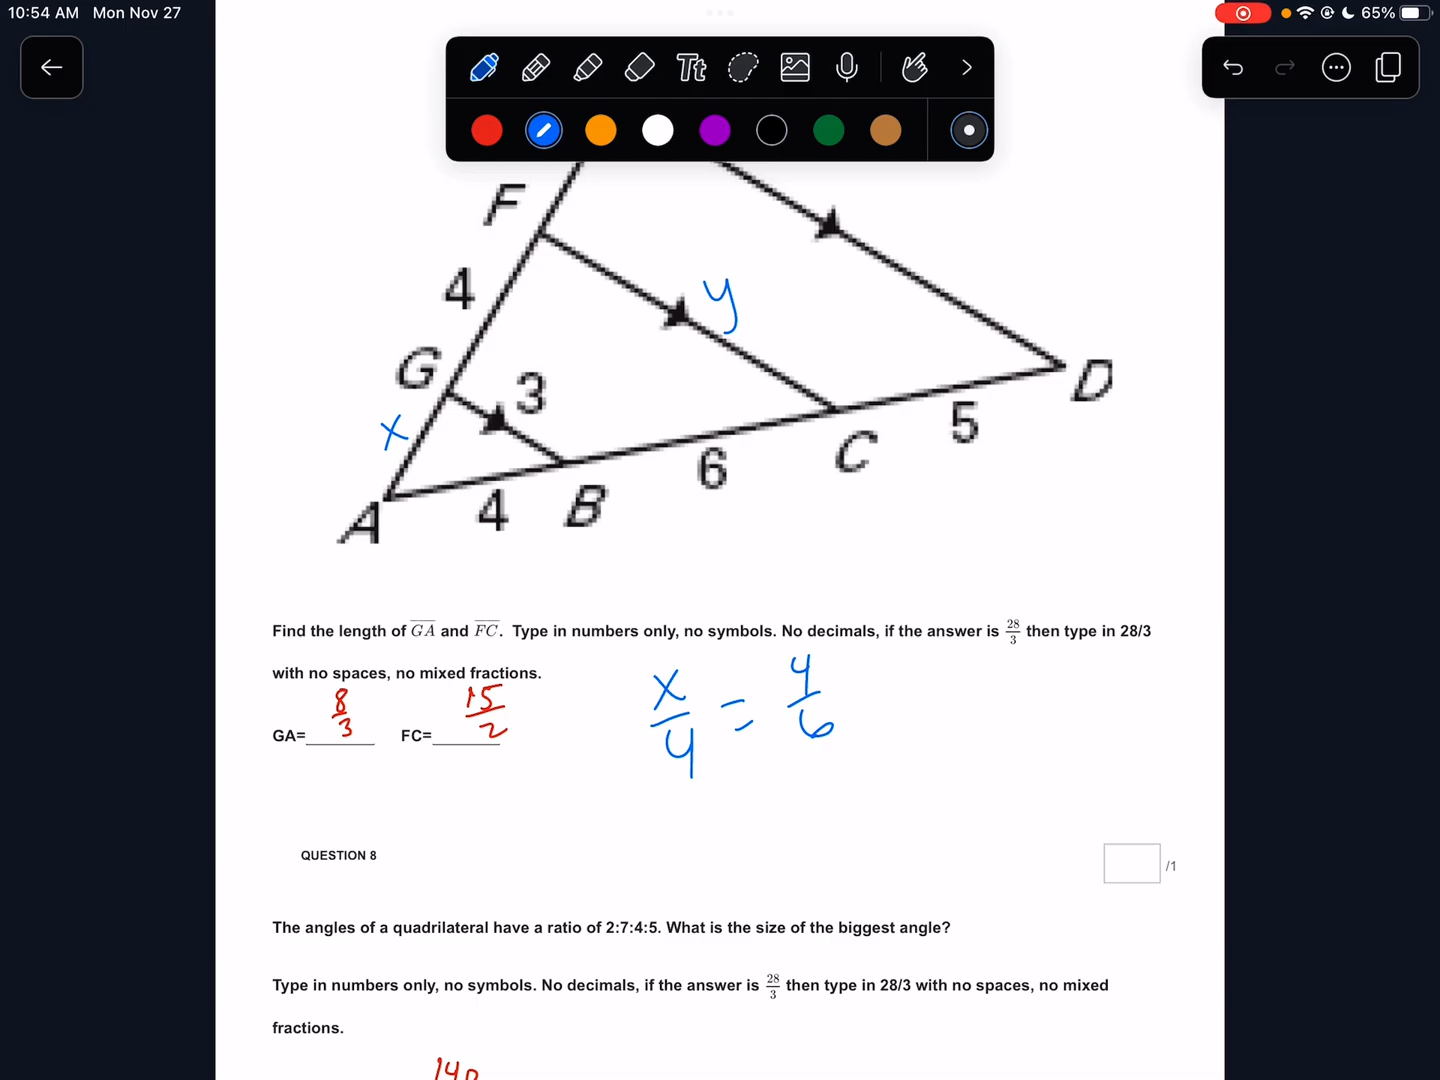 10:54 AM Mon Nov 27
65%
Tt
F
4
y
G
3
D
x
5
C
6
A
4
B
Find the length of GA and FC. Type in numbers only, no symbols. No decimals, if the answer is 28/3 then type in 28/3
with no spaces, no mixed fractions.
GA= 8/3 FC= 15/2
x/4 = 4/6
QUESTION 8
/1
The angles of a quadrilateral have a ratio of 2:7:4:5. What is the size of the biggest angle?
Type in numbers only, no symbols. No decimals, if the answer is 28/3 then type in 28/3 with no spaces, no mixed
fractions.
140